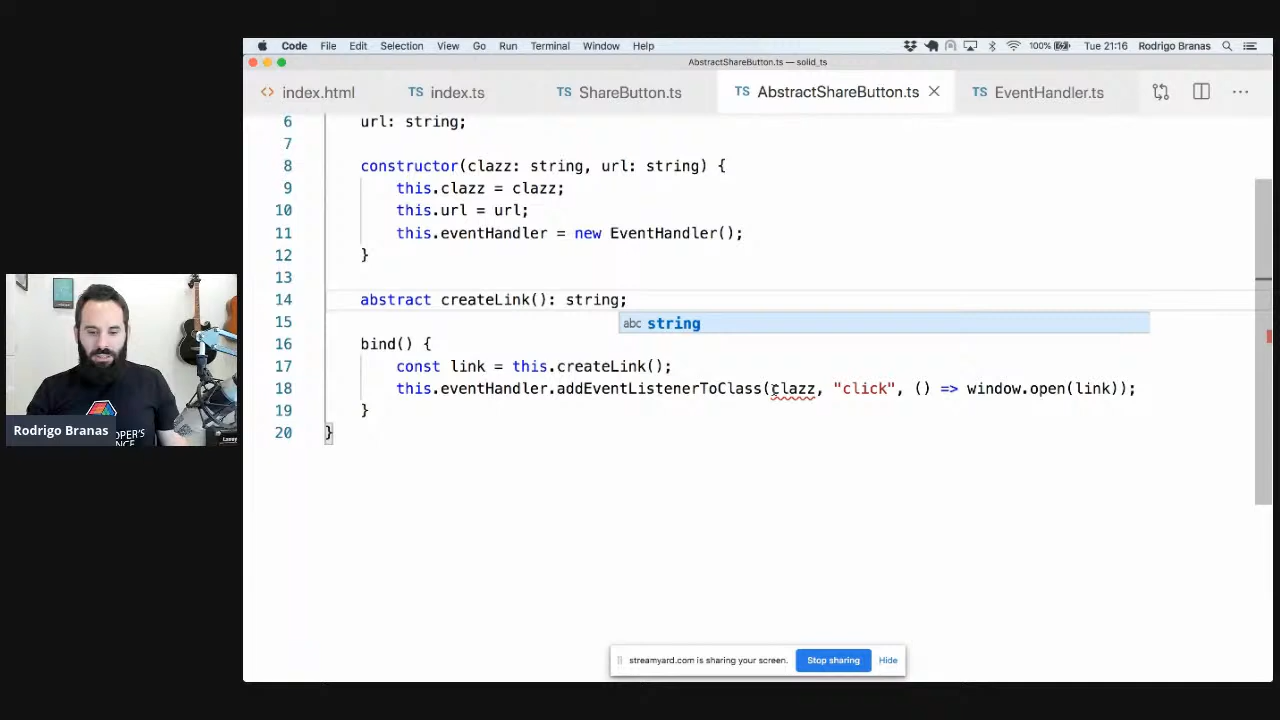 Code File Edit Selection View Go Run Terminal Window Help 100% Tue 21:16 Rodrigo Branas
AbstractShareButton.ts — solid_ts
<> index.html TS index.ts TS ShareButton.ts TS AbstractShareButton.ts TS EventHandler.ts
6 url: string;
7
8 constructor(clazz: string, url: string) {
9 this.clazz = clazz;
10 this.url = url;
11 this.eventHandler = new EventHandler();
12 }
13
14 abstract createLink(): string;
abc string
15
16 bind() {
17 const link = this.createLink();
18 this.eventHandler.addEventListenerToClass(clazz, "click", () => window.open(link));
19 }
20 }
Rodrigo Branas
streamyard.com is sharing your screen. Stop sharing Hide